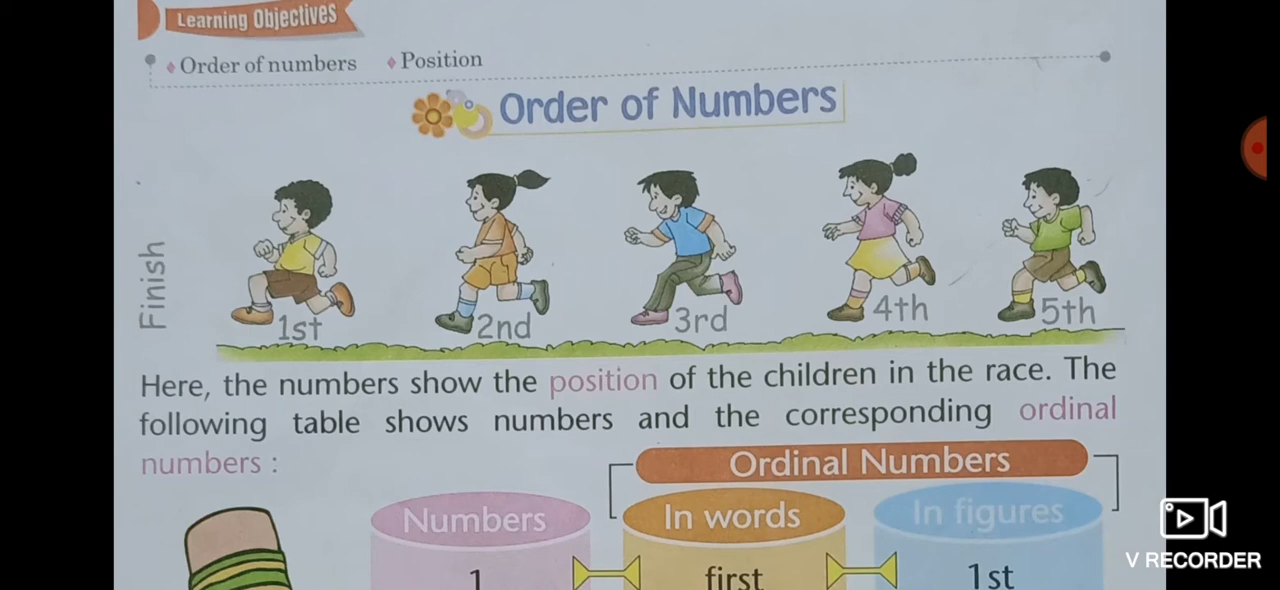 Learning Objectives
Order of numbers Position
Order of Numbers
Finish
1st 2nd 3rd 4th 5th
Here, the numbers show the position of the children in the race. The
following table shows numbers and the corresponding ordinal
numbers :
Ordinal Numbers
Numbers In words In figures
1 first 1st
V RECORDER